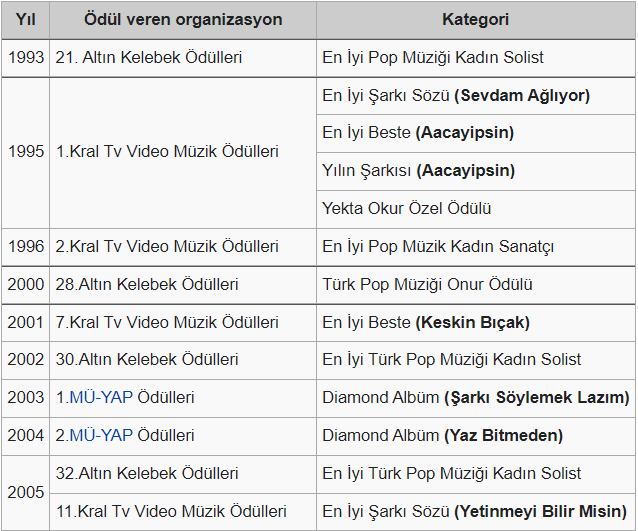 Yıl Ödül veren organizasyon Kategori
1993 21. Altın Kelebek Ödülleri En İyi Pop Müziği Kadın Solist
1995 1.Kral Tv Video Müzik Ödülleri En İyi Şarkı Sözü (Sevdam Ağlıyor)
En İyi Beste (Aacayipsin)
Yılın Şarkısı (Aacayipsin)
Yekta Okur Özel Ödülü
1996 2.Kral Tv Video Müzik Ödülleri En İyi Pop Müzik Kadın Sanatçı
2000 28.Altın Kelebek Ödülleri Türk Pop Müziği Onur Ödülü
2001 7.Kral Tv Video Müzik Ödülleri En İyi Beste (Keskin Bıçak)
2002 30.Altın Kelebek Ödülleri En İyi Türk Pop Müziği Kadın Solist
2003 1.MÜ-YAP Ödülleri Diamond Albüm (Şarkı Söylemek Lazım)
2004 2.MÜ-YAP Ödülleri Diamond Albüm (Yaz Bitmeden)
2005 32.Altın Kelebek Ödülleri En İyi Türk Pop Müziği Kadın Solist
11.Kral Tv Video Müzik Ödülleri En İyi Şarkı Sözü (Yetinmeyi Bilir Misin)